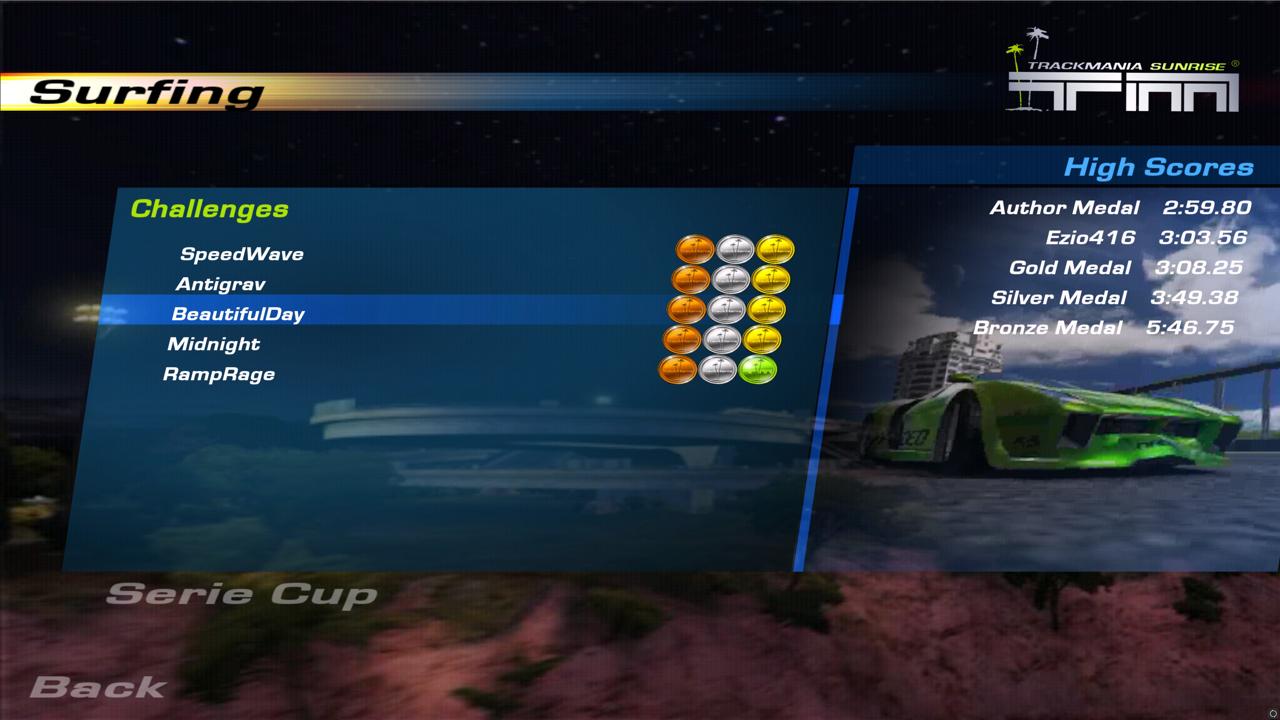 TRACKMANIA SUNRISE ®
TM
Surfing
High Scores
Challenges
Author Medal 2:59.80
Ezio416 3:03.56
Gold Medal 3:08.25
Silver Medal 3:49.38
Bronze Medal 5:46.75
SpeedWave
Antigrav
BeautifulDay
Midnight
RampRage
Serie Cup
Back